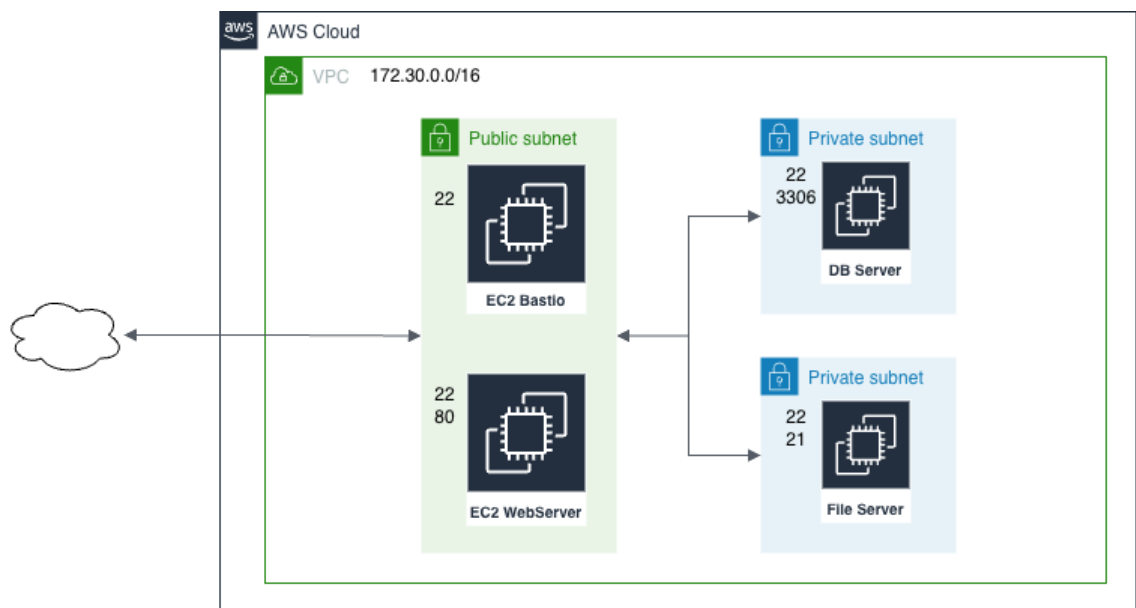 aws
AWS Cloud
VPC 172.30.0.0/16
Public subnet
22
EC2 Bastio
22
80
EC2 WebServer
Private subnet
22
3306
DB Server
Private subnet
22
21
File Server